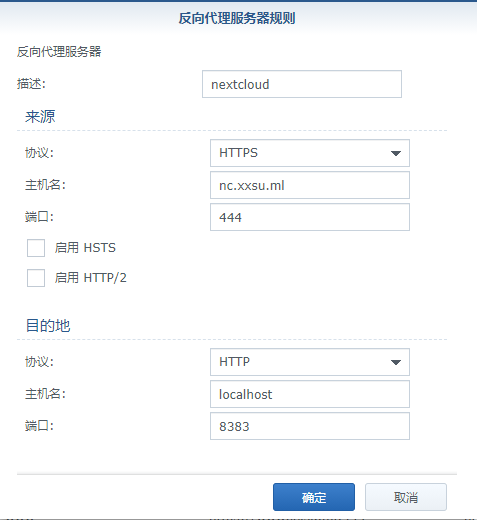 反向代理服务器规则
反向代理服务器
描述: nextcloud
来源
协议: HTTPS
主机名: nc.xxsu.ml
端口: 444
启用 HSTS
启用 HTTP/2
目的地
协议: HTTP
主机名: localhost
端口: 8383
确定 取消